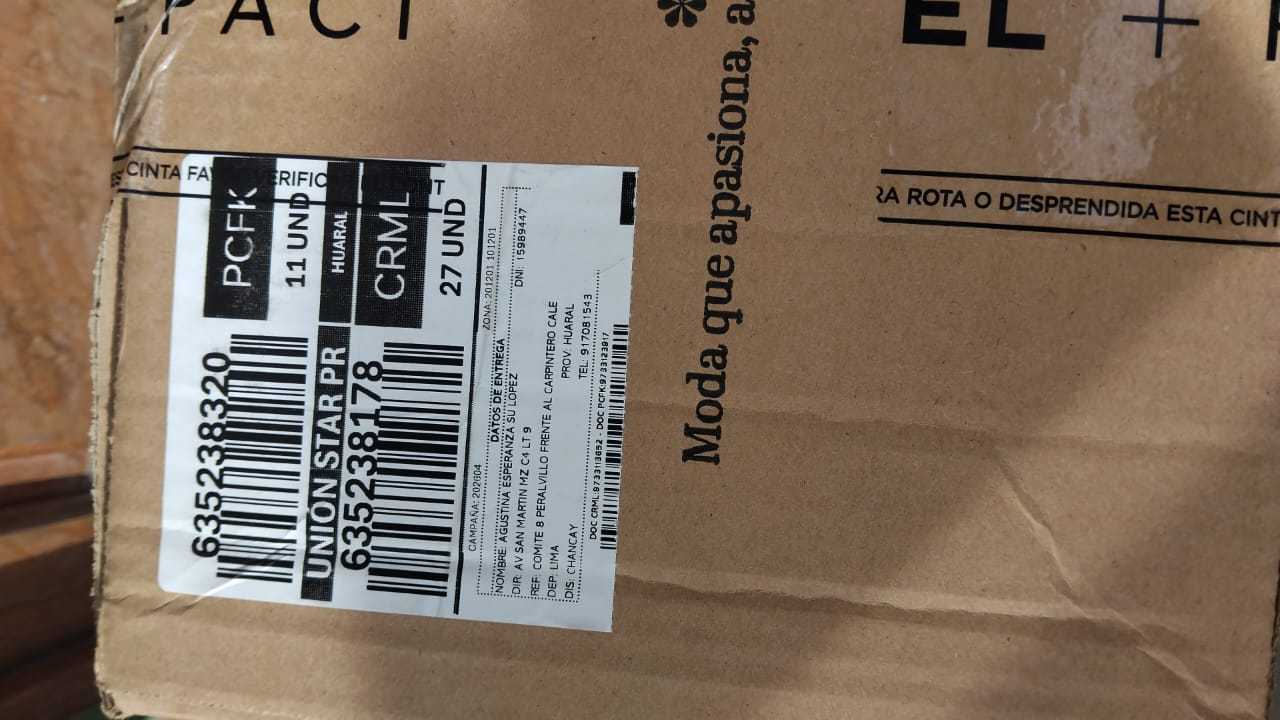 PACT
*
Moda que apasiona, a
EL +
CINTA FAV
VERIFIC
RA ROTA O DESPRENDIDA ESTA CINT
635238320
PCFK
11 UND
UNION STAR PR
HUARAL
635238178
CRML
27 UND
CAMPAÑA: 202604
ZONA: 201201 101201
DATOS DE ENTREGA
NOMBRE: AGUSTINA ESPERANZA SU LOPEZ
DNI: 15989447
DIR: AV SAN MARTIN MZ C4 LT 9
REF: COMITE 8 PERALVILLO FRENTE AL CARPINTERO CALE
DEP: LIMA
PROV: HUARAL
DIS: CHANCAY
TEL: 917081543